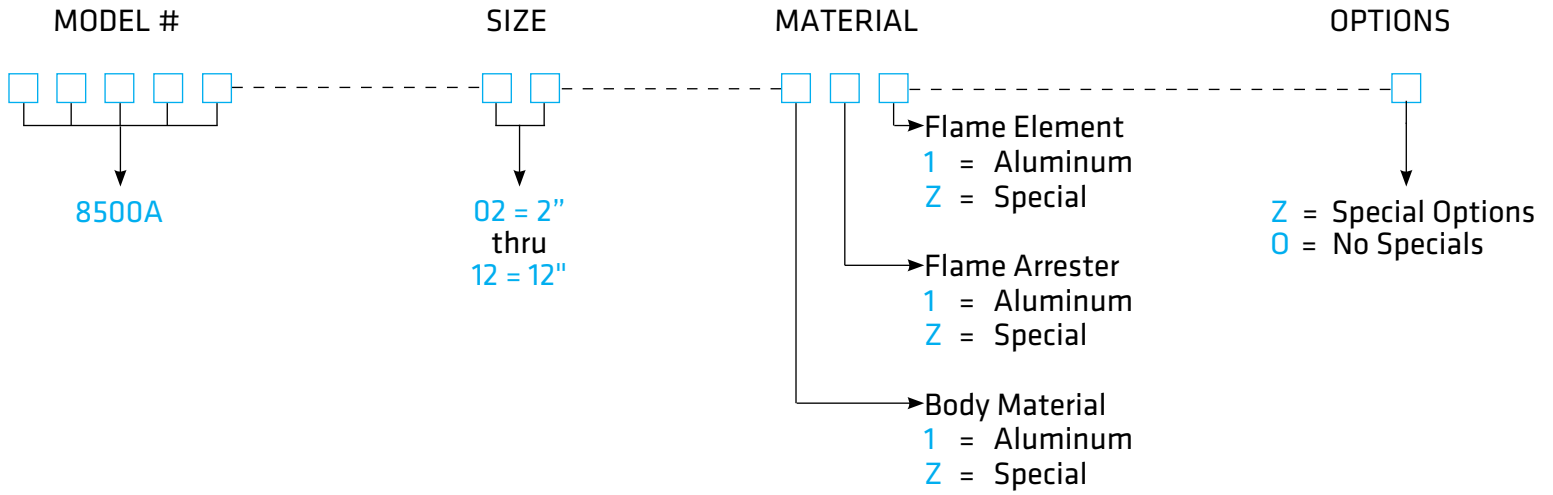 MODEL #
SIZE
MATERIAL
OPTIONS
8500A
02 = 2”
thru
12 = 12"
Flame Element
1 = Aluminum
Z = Special
Flame Arrester
1 = Aluminum
Z = Special
Body Material
1 = Aluminum
Z = Special
Z = Special Options
O = No Specials